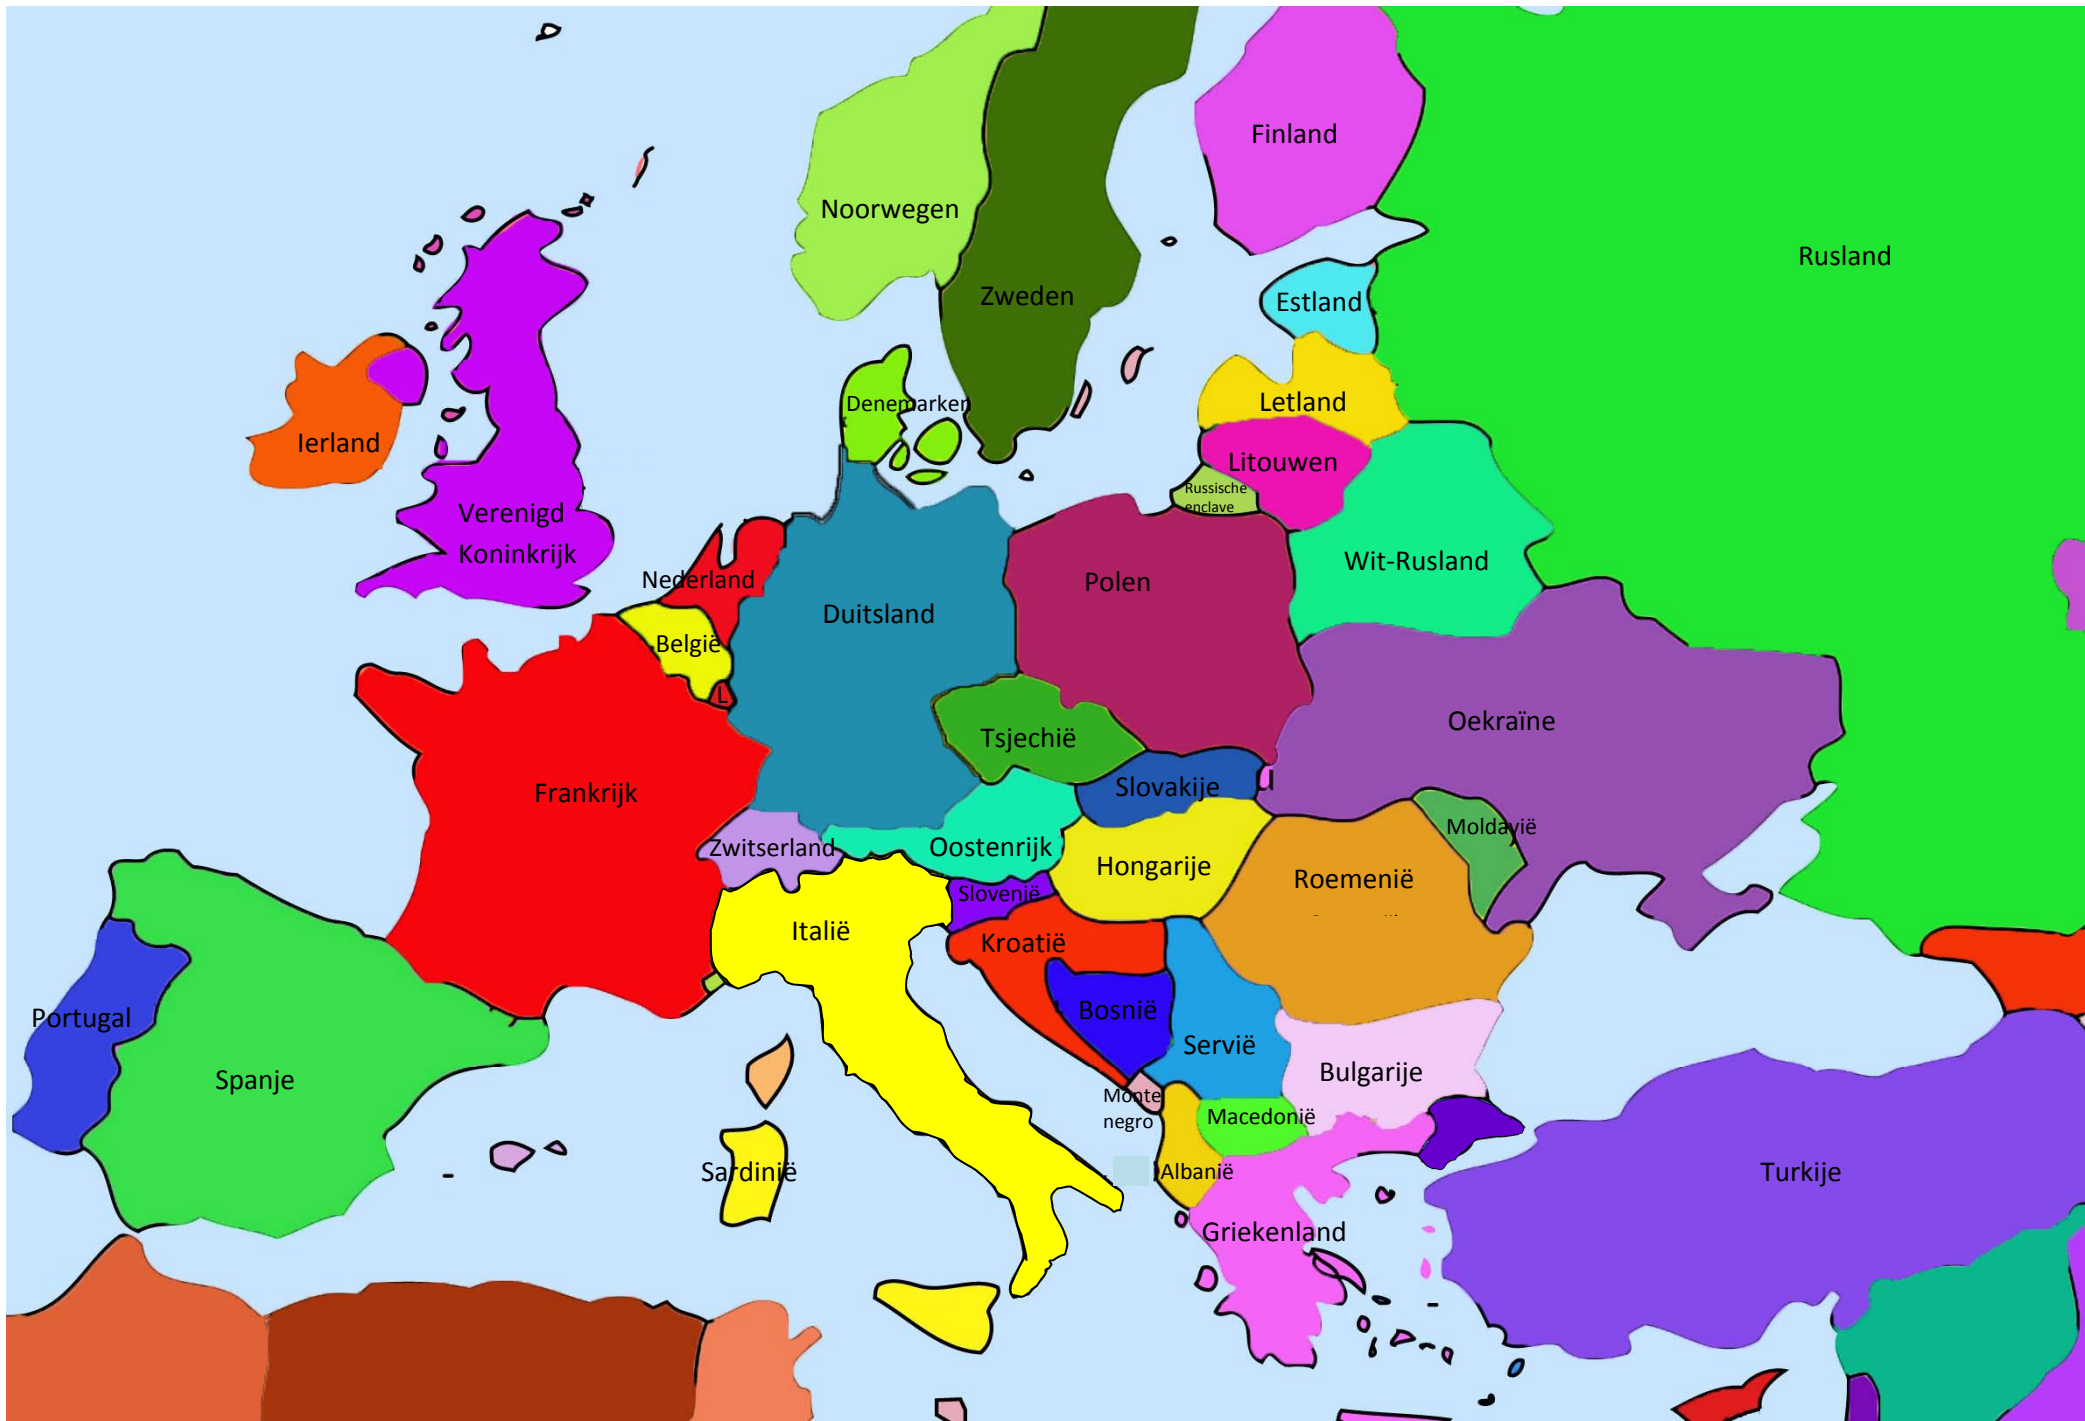 Finland
Noorwegen
Rusland
Zweden
Estland
Denemarken
Letland
Ierland
Litouwen
Russische
enclave
Verenigd
Koninkrijk
Wit-Rusland
Nederland
Polen
Duitsland
België
L
Oekraïne
Tsjechië
Slovakije
Frankrijk
Moldavië
Zwitserland
Oostenrijk
Hongarije
Roemenië
Slovenië
Italië
Kroatië
Bosnië
Portugal
Servië
Spanje
Bulgarije
Monte
negro
Macedonië
Sardinië
Albanië
Turkije
Griekenland